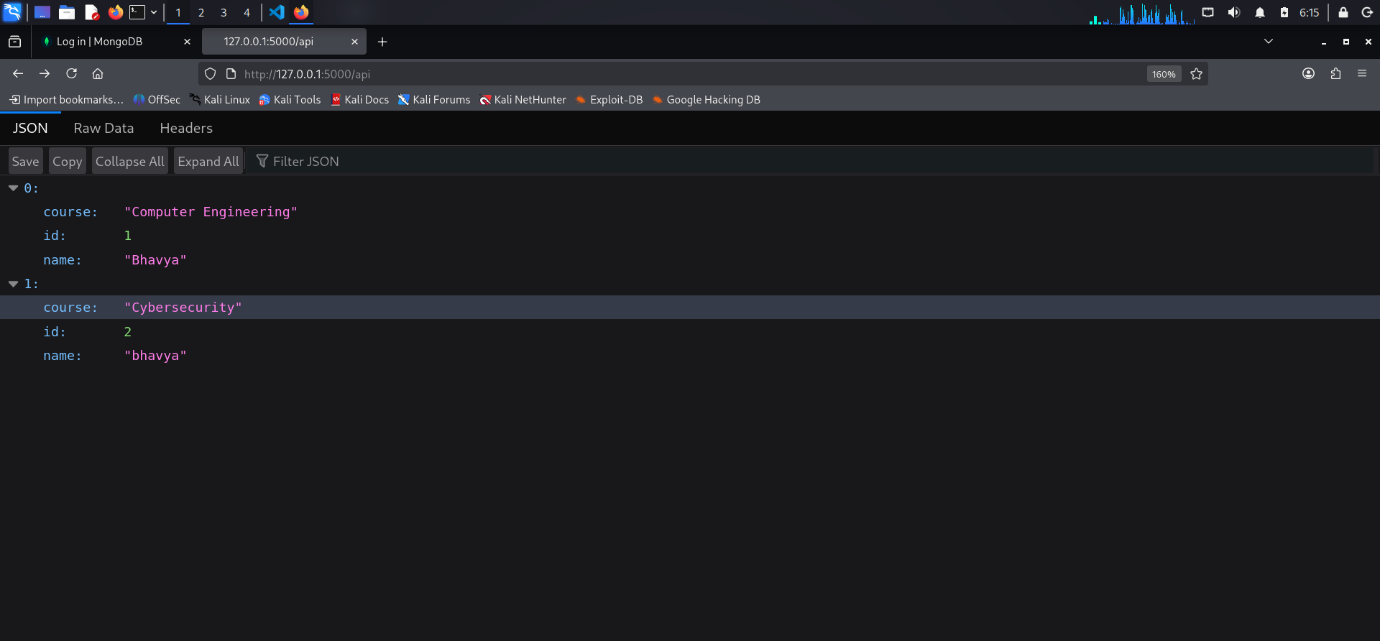 1 2 3 4 6:15
Log in | MongoDB 127.0.0.1:5000/api
http://127.0.0.1:5000/api 160%
Import bookmarks... OffSec Kali Linux Kali Tools Kali Docs Kali Forums Kali NetHunter Exploit-DB Google Hacking DB
JSON Raw Data Headers
Save Copy Collapse All Expand All Filter JSON
0:
course: "Computer Engineering"
id: 1
name: "Bhavya"
1:
course: "Cybersecurity"
id: 2
name: "bhavya"